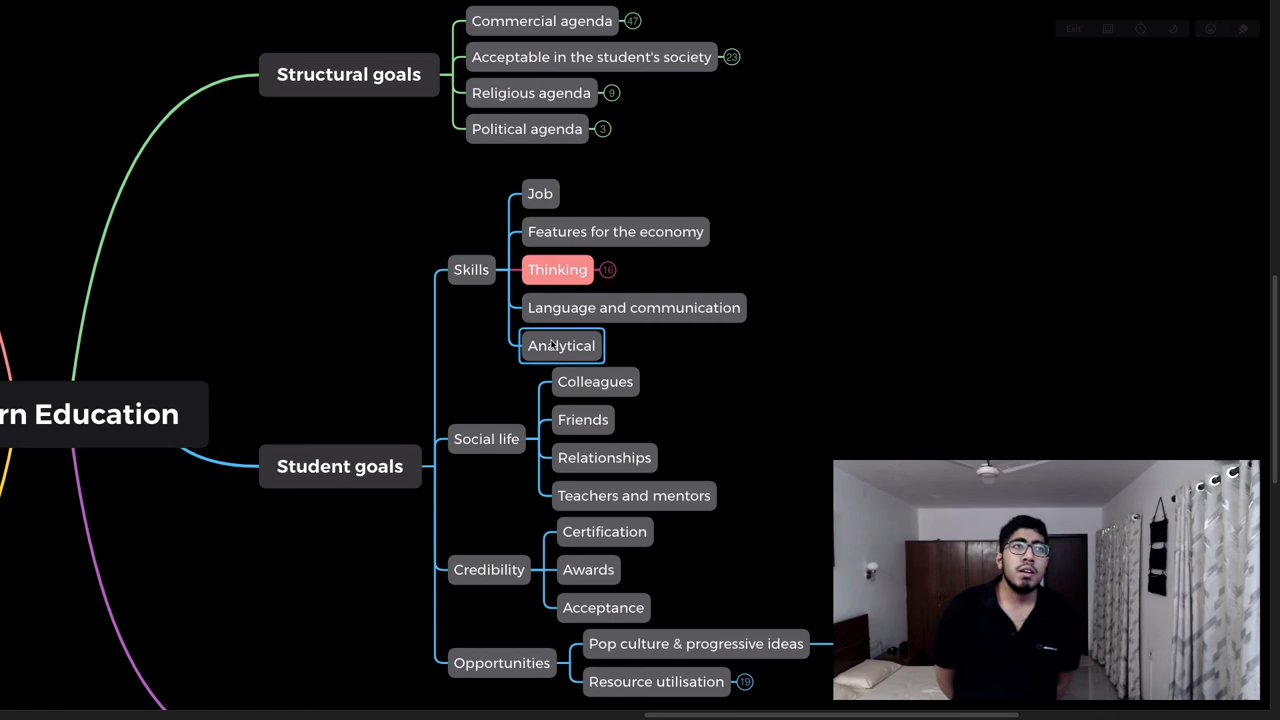 Commercial agenda 47
Acceptable in the student's society 23
Structural goals
Religious agenda 9
Political agenda 3
Exit
Job
Features for the economy
Skills
Thinking 16
Language and communication
Analytical
Colleagues
rn Education
Friends
Social life
Relationships
Student goals
Teachers and mentors
Certification
Credibility
Awards
Acceptance
Pop culture & progressive ideas
Opportunities
Resource utilisation 19